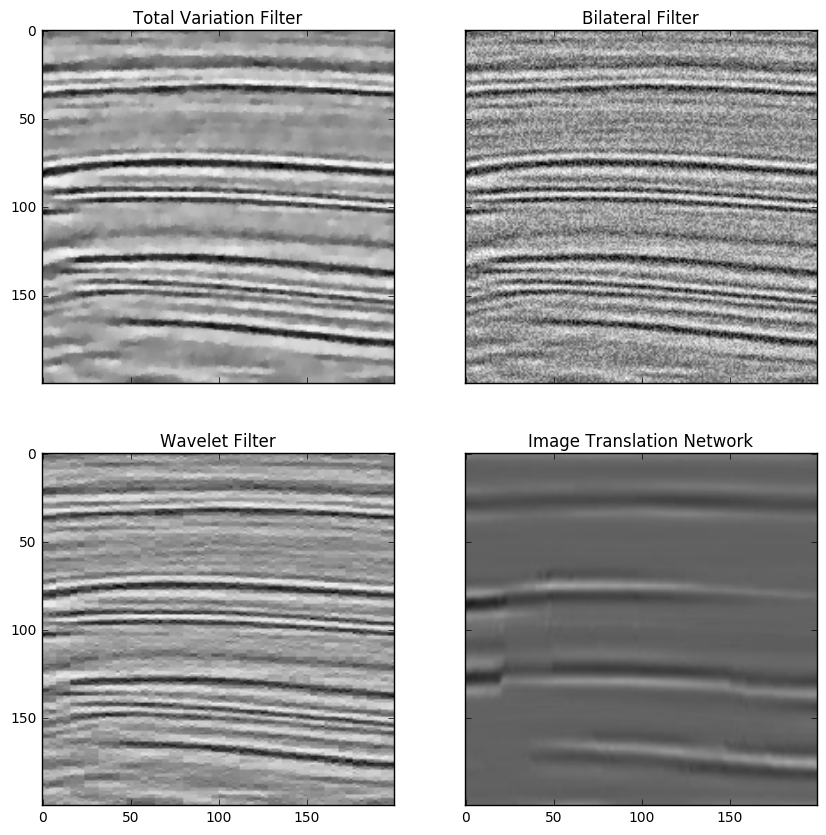 Total Variation Filter
Bilateral Filter
0
50
100
150
Wavelet Filter
Image Translation Network
0
50
100
150
0 50 100 150
0 50 100 150